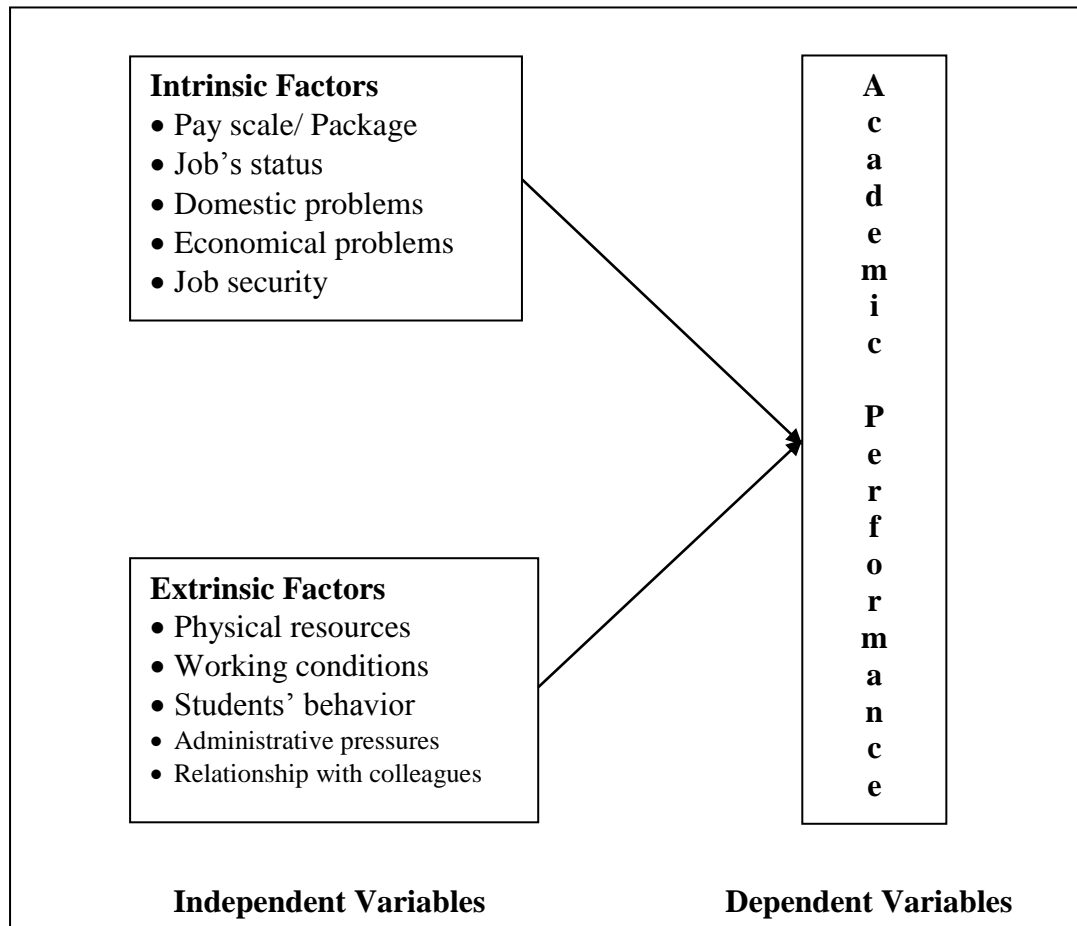 Intrinsic Factors
• Pay scale/ Package
• Job’s status
• Domestic problems
• Economical problems
• Job security
Extrinsic Factors
• Physical resources
• Working conditions
• Students’ behavior
• Administrative pressures
• Relationship with colleagues
A
c
a
d
e
m
i
c
P
e
r
f
o
r
m
a
n
c
e
Independent Variables
Dependent Variables